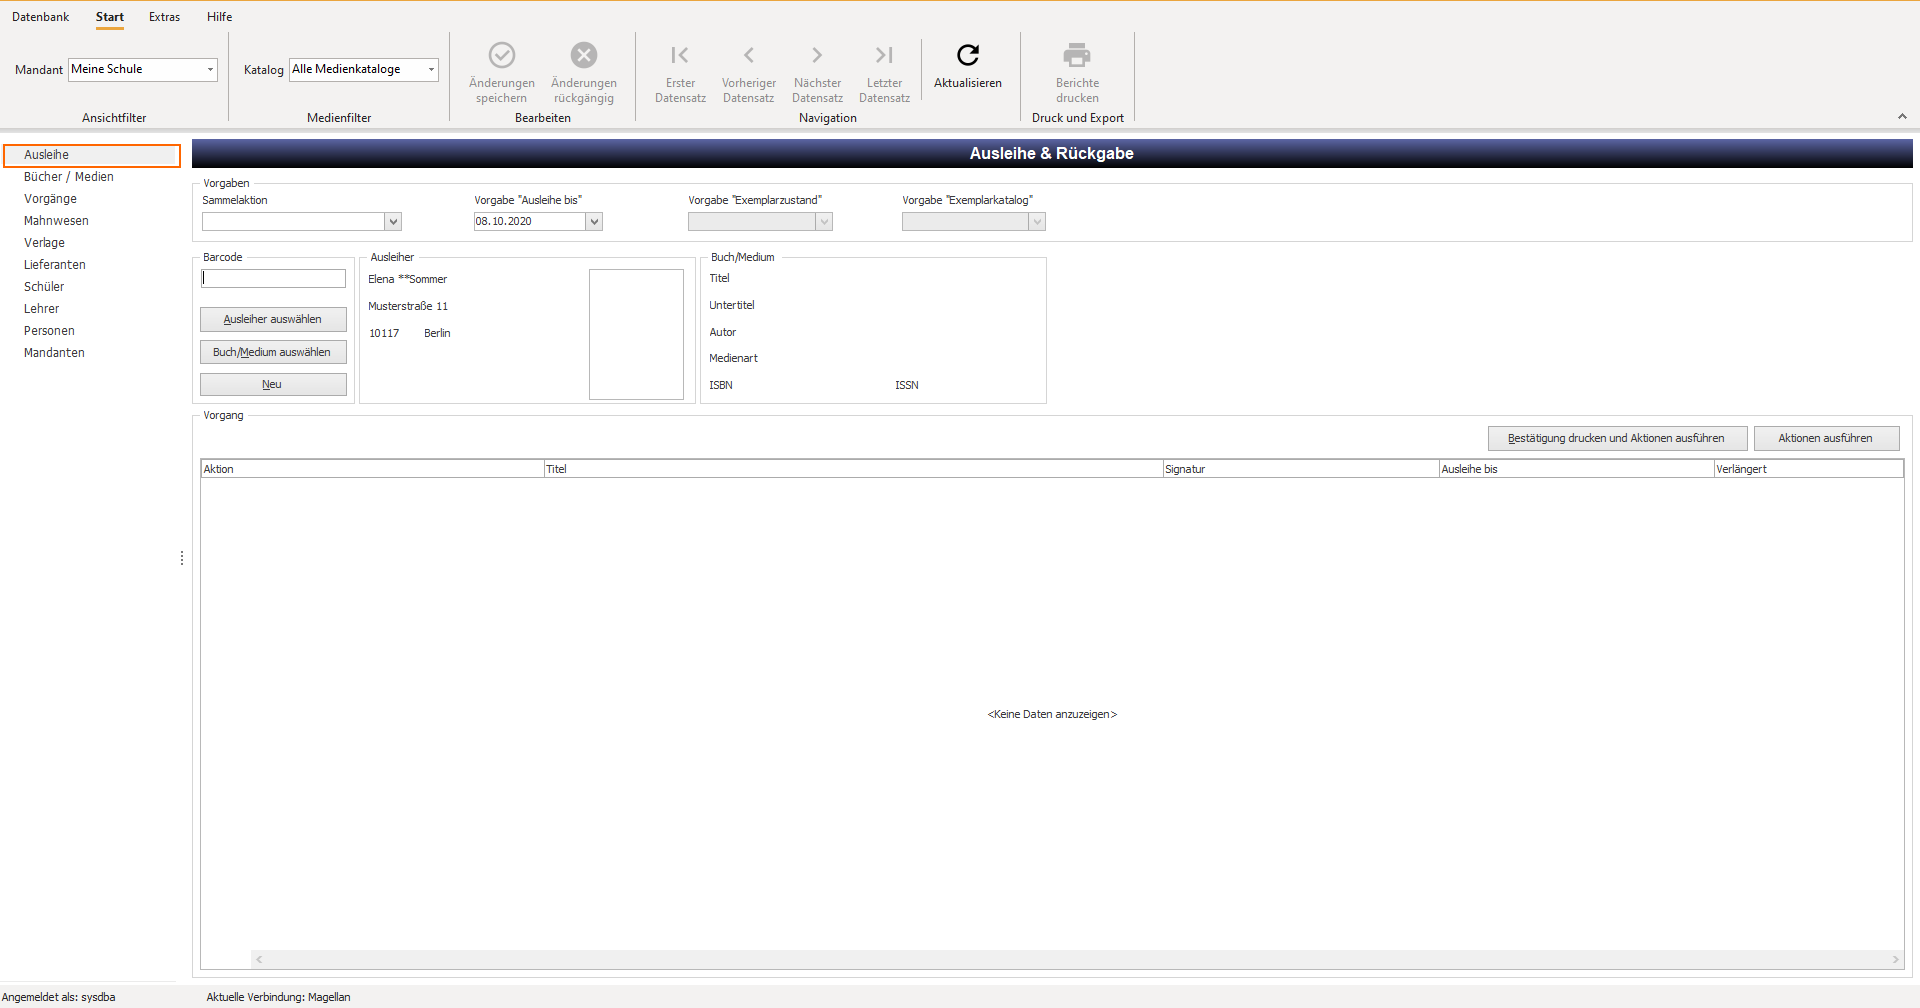 Datenbank Start Extras Hilfe
Mandant Meine Schule
Katalog Alle Medienkataloge
Änderungen speichern
Änderungen rückgängig
Erster Datensatz
Vorheriger Datensatz
Nächster Datensatz
Letzter Datensatz
Aktualisieren
Berichte drucken
Ansichtfilter Medienfilter Bearbeiten Navigation Druck und Export
Ausleihe
Bücher / Medien
Vorgänge
Mahnwesen
Verlage
Lieferanten
Schüler
Lehrer
Personen
Mandanten
Ausleihe & Rückgabe
Vorgaben
Sammelaktion Vorgabe "Ausleihe bis" Vorgabe "Exemplarzustand" Vorgabe "Exemplarkatalog"
08.10.2020
Barcode
Ausleiher auswählen
Buch/Medium auswählen
Neu
Ausleiher
Elena **Sommer
Musterstraße 11
10117 Berlin
Buch/Medium
Titel
Untertitel
Autor
Medienart
ISBN ISSN
Vorgang
Bestätigung drucken und Aktionen ausführen Aktionen ausführen
Aktion Titel Signatur Ausleihe bis Verlängert
<Keine Daten anzuzeigen>
Angemeldet als: sysdba Aktuelle Verbindung: Magellan